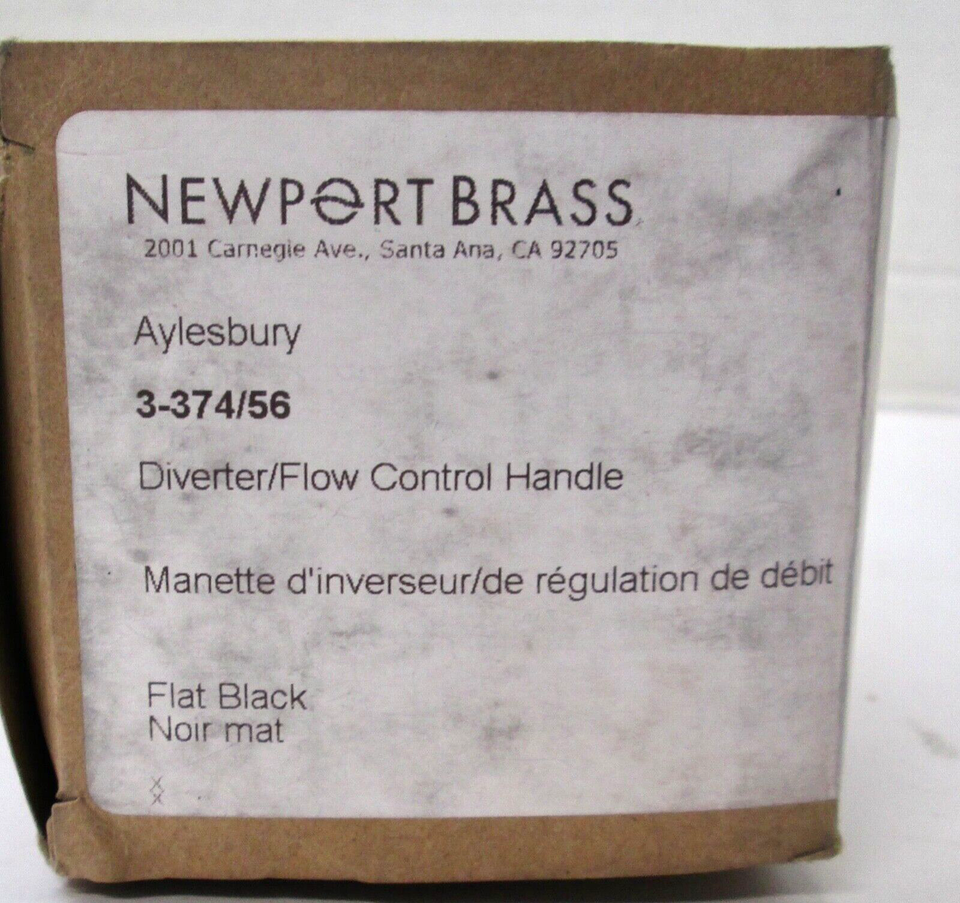 NEWPORT BRASS
2001 Carnegie Ave., Santa Ana, CA 92705
Aylesbury
3-374/56
Diverter/Flow Control Handle
Manette d'inverseur/de régulation de débit
Flat Black
Noir mat
X
X